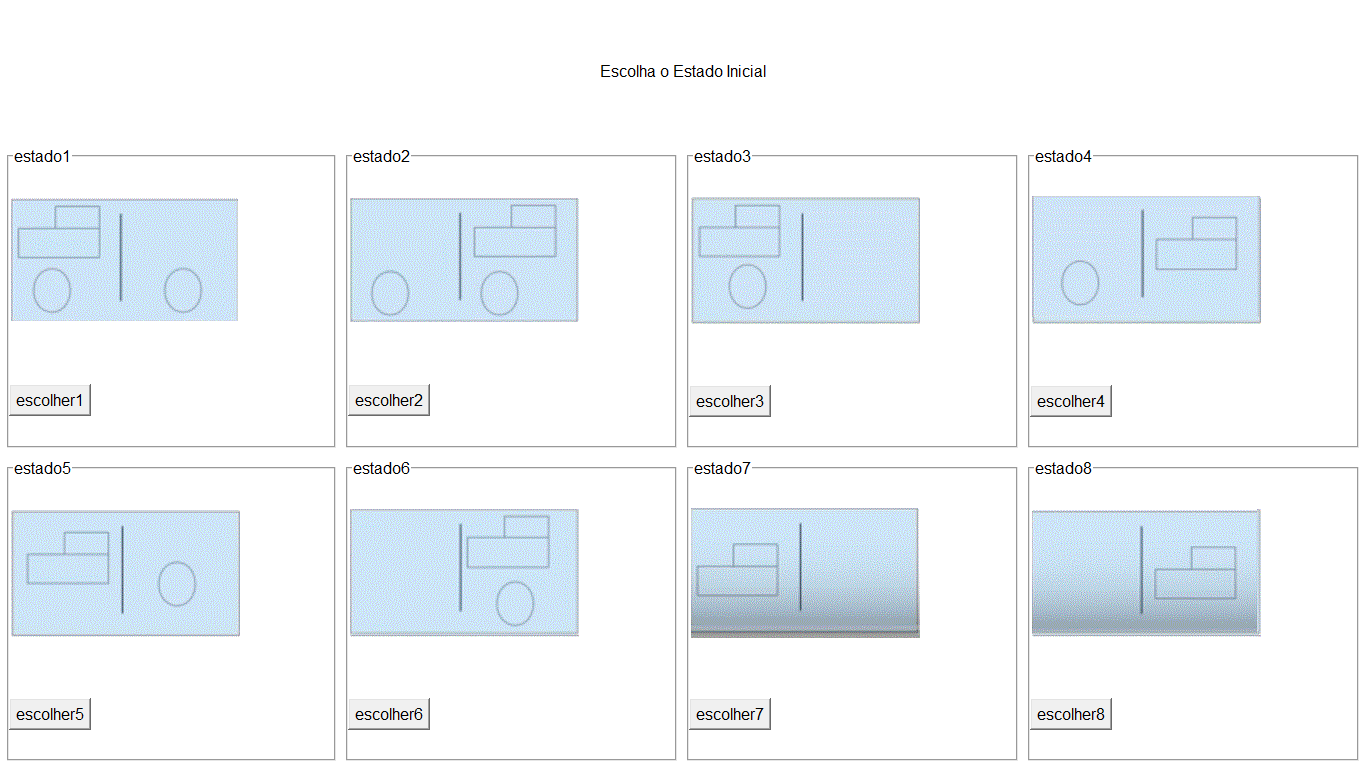 Escolha o Estado Inicial
estado1
estado2
estado3
estado4
escolher1
escolher2
escolher3
escolher4
estado5
estado6
estado7
estado8
escolher5
escolher6
escolher7
escolher8